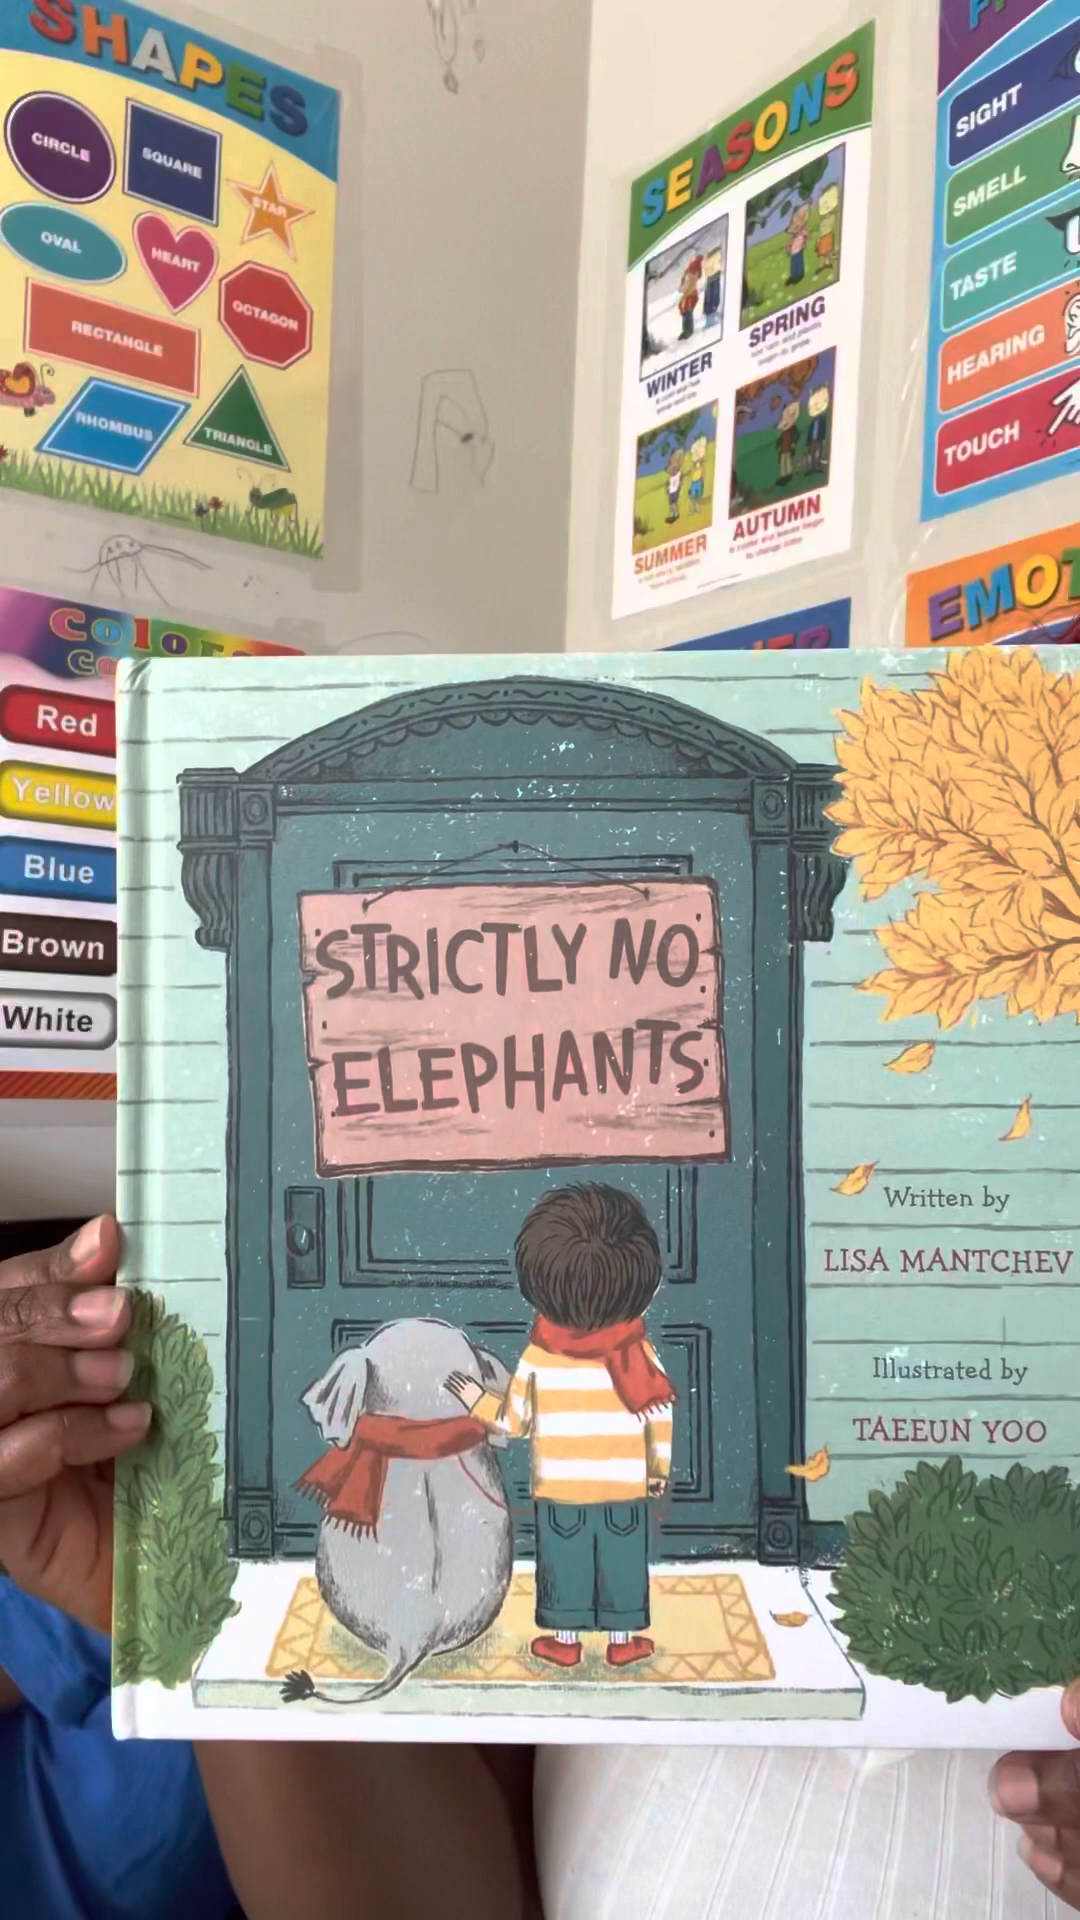 SHAPES
CIRCLE
SQUARE
STAR
OVAL
HEART
OCTAGON
RECTANGLE
RHOMBUS
TRIANGLE
SEASONS
WINTER
SPRING
SUMMER
AUTUMN
SIGHT
SMELL
TASTE
HEARING
TOUCH
Colors
Red
Yellow
Blue
Brown
White
STRICTLY NO
ELEPHANTS
Written by
LISA MANTCHEV
Illustrated by
TAEEUN YOO